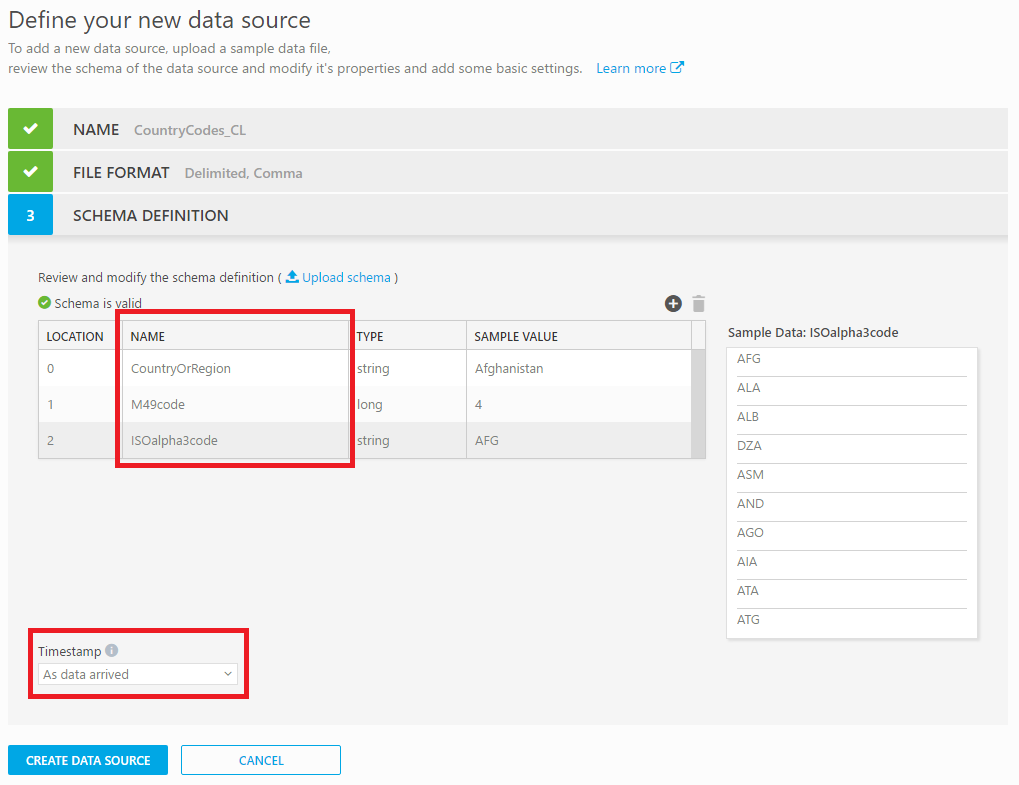 Define your new data source
To add a new data source, upload a sample data file,
review the schema of the data source and modify it's properties and add some basic settings. Learn more
NAME CountryCodes_CL
FILE FORMAT Delimited, Comma
3 SCHEMA DEFINITION
Review and modify the schema definition ( Upload schema )
Schema is valid
LOCATION NAME TYPE SAMPLE VALUE
0 CountryOrRegion string Afghanistan
1 M49code long 4
2 ISOalpha3code string AFG
Sample Data: ISOalpha3code
AFG
ALA
ALB
DZA
ASM
AND
AGO
AIA
ATA
ATG
Timestamp i
As data arrived
CREATE DATA SOURCE CANCEL